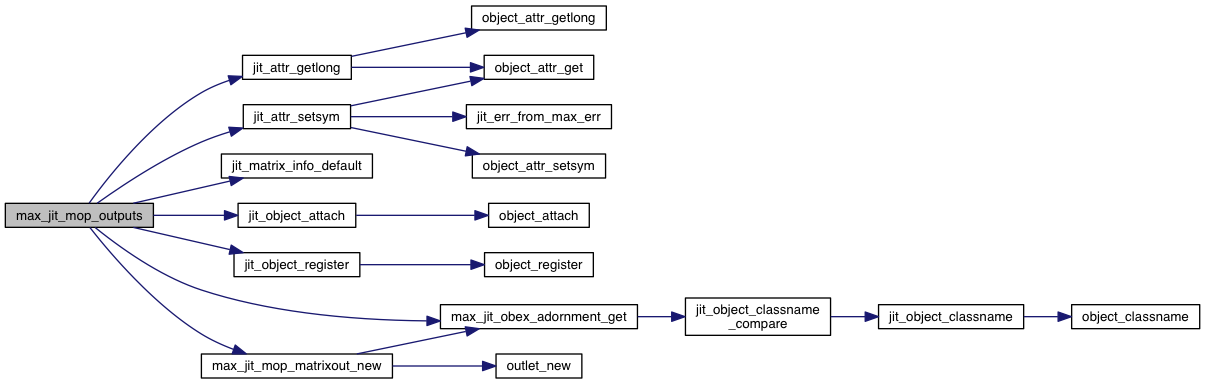 object_attr_getlong
jit_attr_getlong
object_attr_get
jit_attr_setsym
jit_err_from_max_err
jit_matrix_info_default
object_attr_setsym
max_jit_mop_outputs
jit_object_attach
object_attach
jit_object_register
object_register
max_jit_obex_adornment_get
jit_object_classname
_compare
jit_object_classname
object_classname
max_jit_mop_matrixout_new
outlet_new